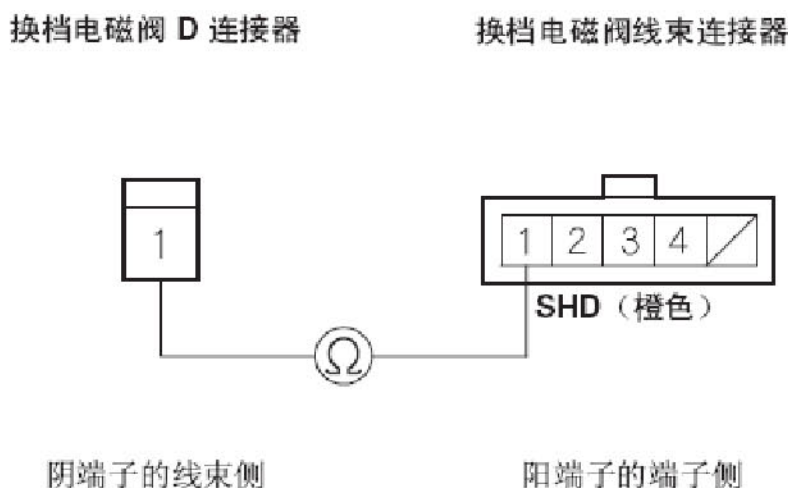 换档电磁阀 D 连接器
换档电磁阀线束连接器
1
1 2 3 4
SHD（橙色）
Ω
阴端子的线束侧
阳端子的端子侧